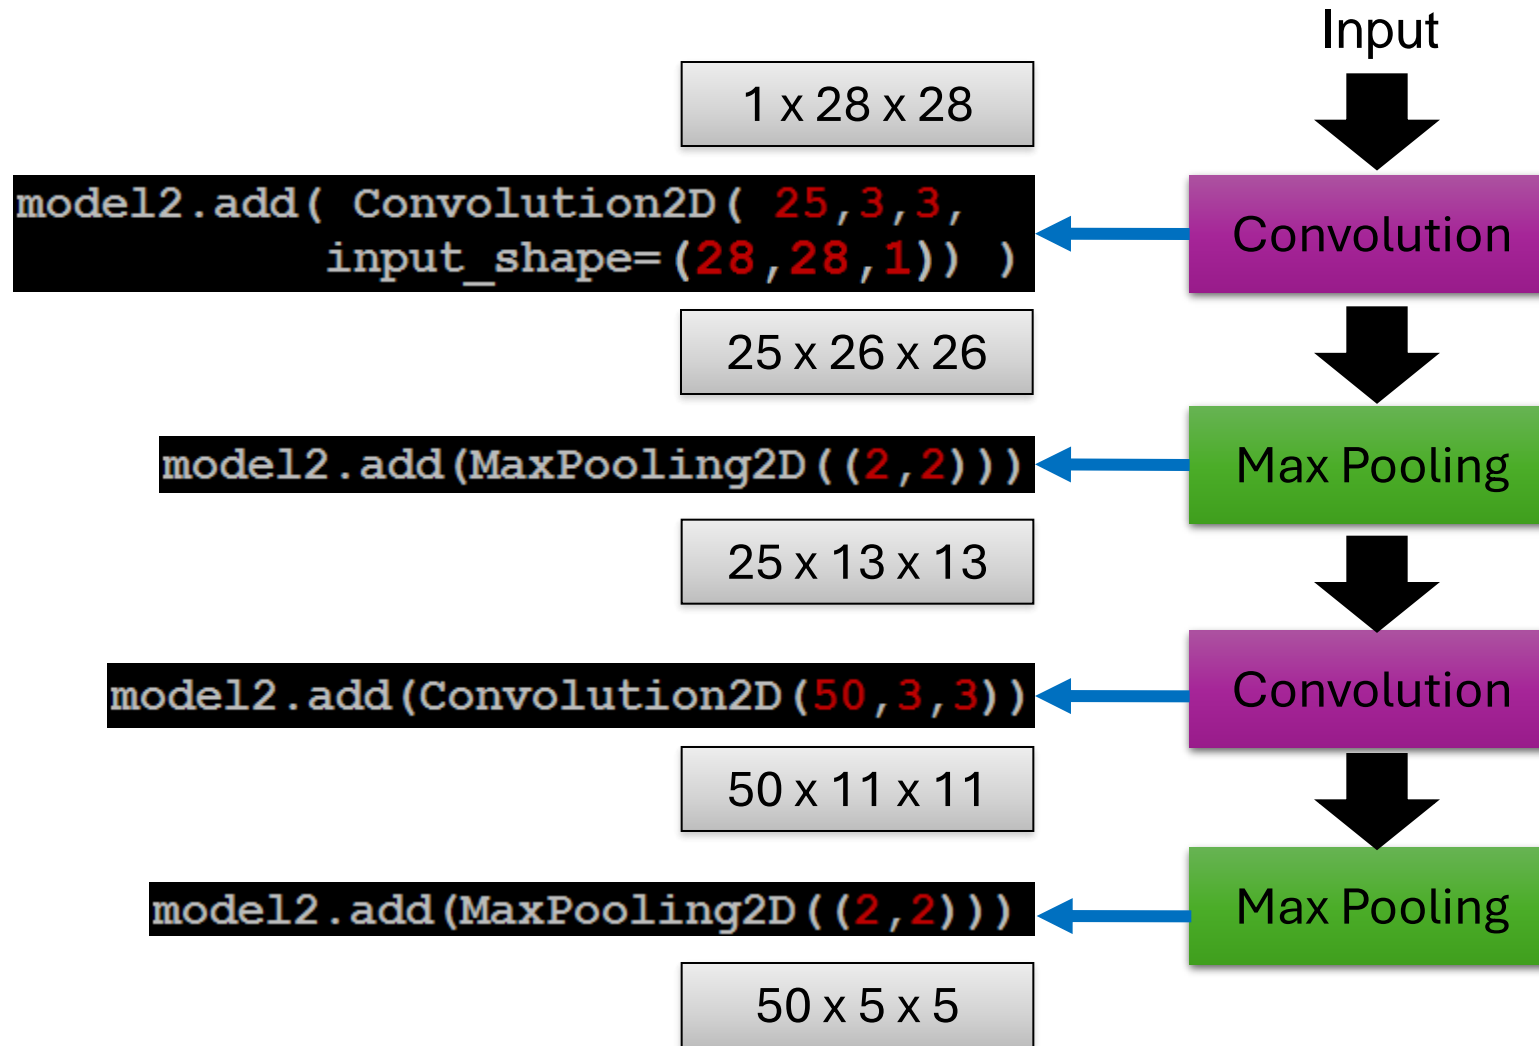 Input
1 x 28 x 28
model2.add( Convolution2D( 25,3,3,
input_shape=(28,28,1)) )
Convolution
25 x 26 x 26
model2.add(MaxPooling2D((2,2)))
Max Pooling
25 x 13 x 13
model2.add(Convolution2D(50,3,3))
Convolution
50 x 11 x 11
model2.add(MaxPooling2D((2,2)))
Max Pooling
50 x 5 x 5